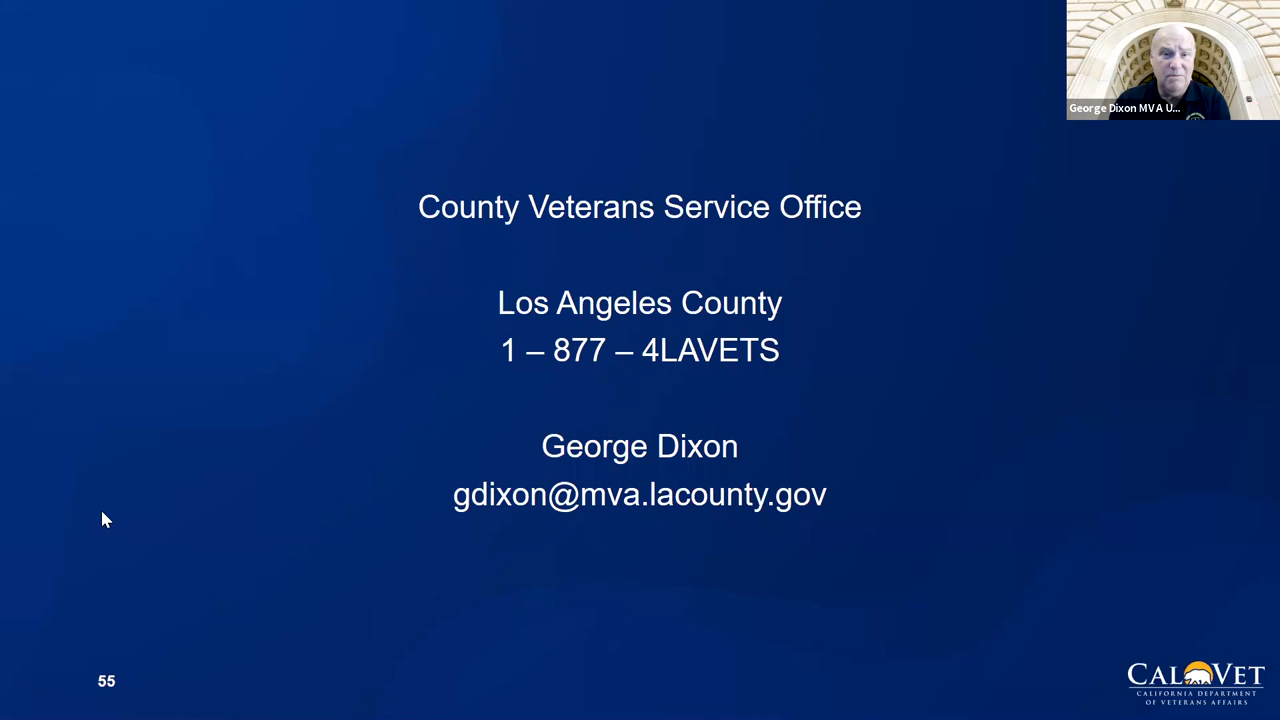 George Dixon MVA U...
County Veterans Service Office
Los Angeles County
1 – 877 – 4LAVETS
George Dixon
gdixon@mva.lacounty.gov
55
CALVET
CALIFORNIA DEPARTMENT
OF VETERANS AFFAIRS